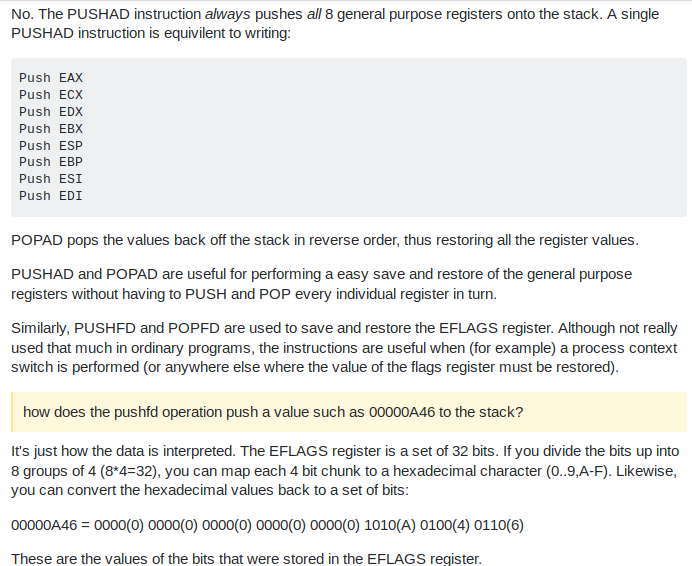 No. The PUSHAD instruction always pushes all 8 general purpose registers onto the stack. A single
PUSHAD instruction is equivilent to writing:
Push EAX
Push ECX
Push EDX
Push EBX
Push ESP
Push EBP
Push ESI
Push EDI
POPAD pops the values back off the stack in reverse order, thus restoring all the register values.
PUSHAD and POPAD are useful for performing a easy save and restore of the general purpose
registers without having to PUSH and POP every individual register in turn.
Similarly, PUSHFD and POPFD are used to save and restore the EFLAGS register. Although not really
used that much in ordinary programs, the instructions are useful when (for example) a process context
switch is performed (or anywhere else where the value of the flags register must be restored).
how does the pushfd operation push a value such as 00000A46 to the stack?
It's just how the data is interpreted. The EFLAGS register is a set of 32 bits. If you divide the bits up into
8 groups of 4 (8*4=32), you can map each 4 bit chunk to a hexadecimal character (0..9,A-F). Likewise,
you can convert the hexadecimal values back to a set of bits:
00000A46 = 0000(0) 0000(0) 0000(0) 0000(0) 0000(0) 1010(A) 0100(4) 0110(6)
These are the values of the bits that were stored in the EFLAGS register.